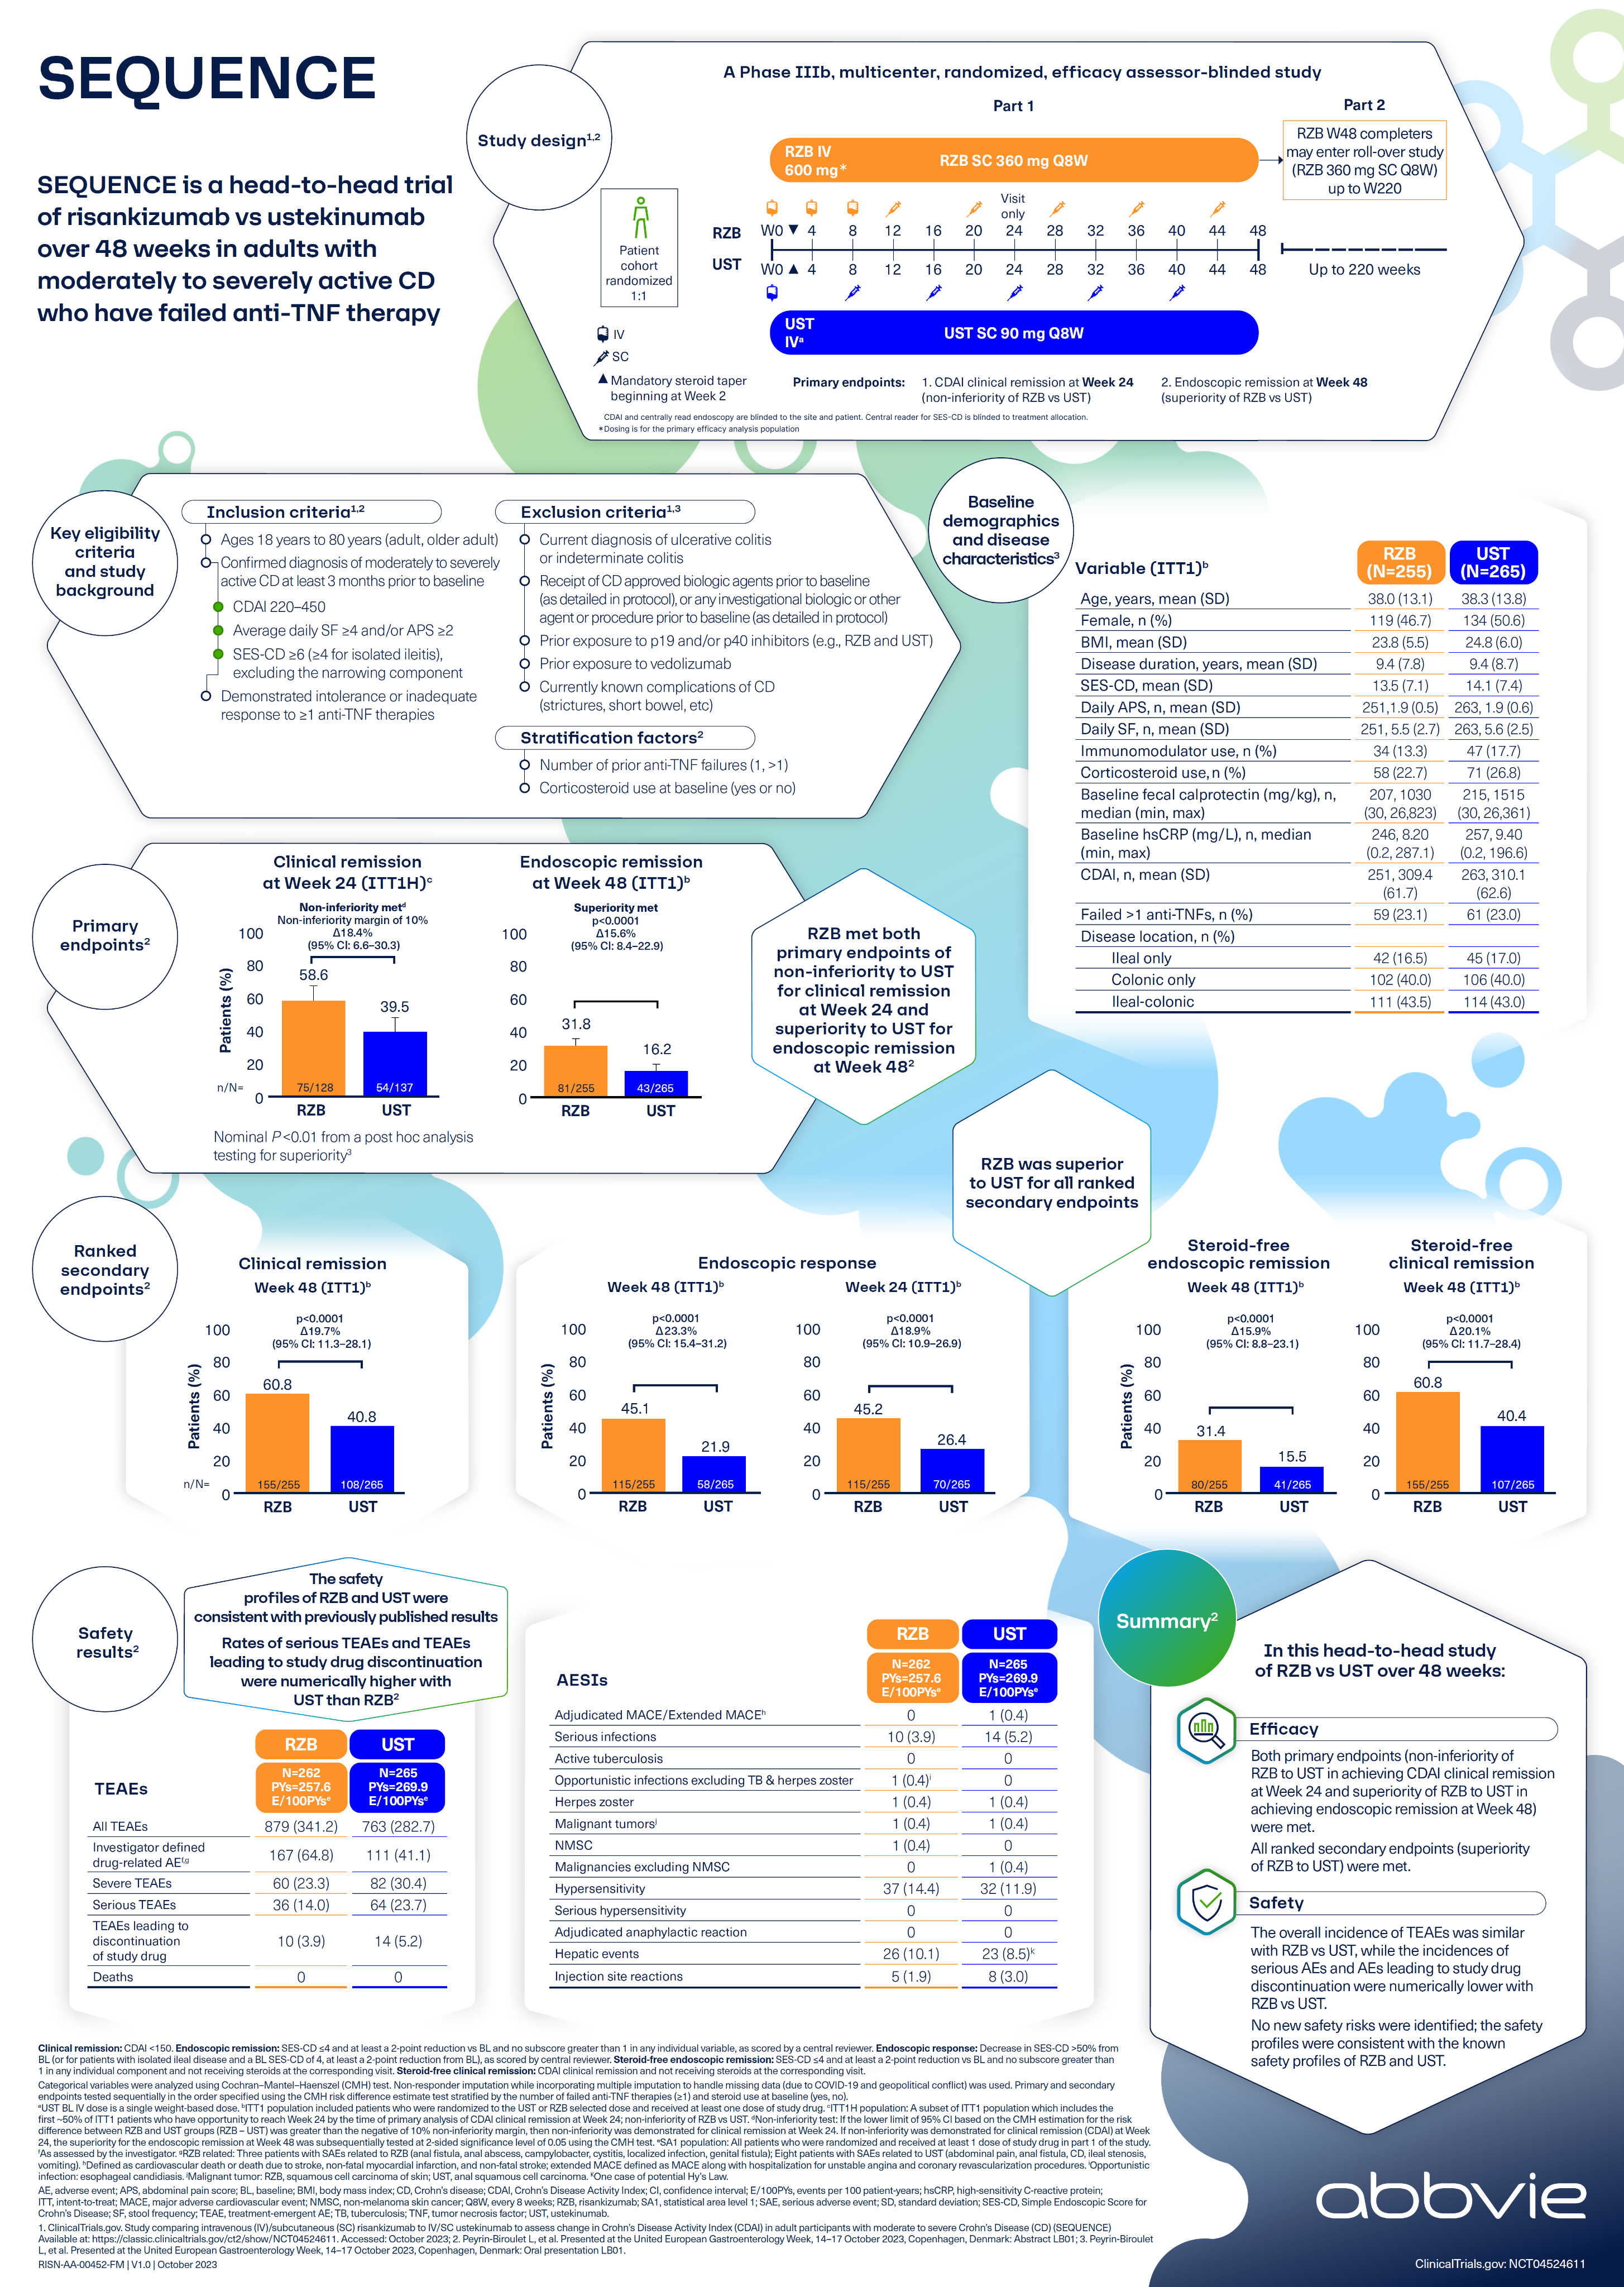 SEQUENCE
SEQUENCE is a head-to-head trial
of risankizumab vs ustekinumab
over 48 weeks in adults with
moderately to severely active CD
who have failed anti-TNF therapy
Study design1,2
A Phase IIIb, multicenter, randomized, efficacy assessor-blinded study
Part 1
Part 2
RZB IV
600 mg*
RZB SC 360 mg Q8W
RZB W48 completers
may enter roll-over study
(RZB 360 mg SC Q8W)
up to W220
Patient
cohort
randomized
1:1
Visit
only
RZB W0 ▼ 4 8 12 16 20 24 28 32 36 40 44 48
UST W0 ▲ 4 8 12 16 20 24 28 32 36 40 44 48
Up to 220 weeks
UST
IVa
UST SC 90 mg Q8W
IV
SC
▲ Mandatory steroid taper
beginning at Week 2
Primary endpoints:
1. CDAI clinical remission at Week 24
(non-inferiority of RZB vs UST)
2. Endoscopic remission at Week 48
(superiority of RZB vs UST)
CDAI and centrally read endoscopy are blinded to the site and patient. Central reader for SES-CD is blinded to treatment allocation.
*Dosing is for the primary efficacy analysis population
Key eligibility
criteria
and study
background
Inclusion criteria1,2
Ages 18 years to 80 years (adult, older adult)
Confirmed diagnosis of moderately to severely
active CD at least 3 months prior to baseline
CDAI 220–450
Average daily SF ≥4 and/or APS ≥2
SES-CD ≥6 (≥4 for isolated ileitis),
excluding the narrowing component
Demonstrated intolerance or inadequate
response to ≥1 anti-TNF therapies
Exclusion criteria1,3
Current diagnosis of ulcerative colitis
or indeterminate colitis
Receipt of CD approved biologic agents prior to baseline
(as detailed in protocol), or any investigational biologic or other
agent or procedure prior to baseline (as detailed in protocol)
Prior exposure to p19 and/or p40 inhibitors (e.g., RZB and UST)
Prior exposure to vedolizumab
Currently known complications of CD
(strictures, short bowel, etc)
Stratification factors2
Number of prior anti-TNF failures (1, >1)
Corticosteroid use at baseline (yes or no)
Baseline
demographics
and disease
characteristics3
Variable (ITT1)b RZB (N=255) UST (N=265)
Age, years, mean (SD) 38.0 (13.1) 38.3 (13.8)
Female, n (%) 119 (46.7) 134 (50.6)
BMI, mean (SD) 23.8 (5.5) 24.8 (6.0)
Disease duration, years, mean (SD) 9.4 (7.8) 9.4 (8.7)
SES-CD, mean (SD) 13.5 (7.1) 14.1 (7.4)
Daily APS, n, mean (SD) 251,1.9 (0.5) 263, 1.9 (0.6)
Daily SF, n, mean (SD) 251, 5.5 (2.7) 263, 5.6 (2.5)
Immunomodulator use, n (%) 34 (13.3) 47 (17.7)
Corticosteroid use, n (%) 58 (22.7) 71 (26.8)
Baseline fecal calprotectin (mg/kg), n, 207, 1030 215, 1515
median (min, max) (30, 26,823) (30, 26,361)
Baseline hsCRP (mg/L), n, median 246, 8.20 257, 9.40
(min, max) (0.2, 287.1) (0.2, 196.6)
CDAI, n, mean (SD) 251, 309.4 263, 310.1
(61.7) (62.6)
Failed >1 anti-TNFs, n (%) 59 (23.1) 61 (23.0)
Disease location, n (%)
Ileal only 42 (16.5) 45 (17.0)
Colonic only 102 (40.0) 106 (40.0)
Ileal-colonic 111 (43.5) 114 (43.0)
Primary
endpoints2
Clinical remission
at Week 24 (ITT1H)c
Non-inferiority metd
Non-inferiority margin of 10%
Δ18.4%
(95% CI: 6.6–30.3)
Patients (%)
100
80
60
40
20
0
58.6
39.5
n/N= 75/128 54/137
RZB UST
Nominal P<0.01 from a post hoc analysis
testing for superiority3
Endoscopic remission
at Week 48 (ITT1)b
Superiority met
p<0.0001
Δ15.6%
(95% CI: 8.4–22.9)
100
80
60
40
20
0
31.8
16.2
81/255 43/265
RZB UST
RZB met both
primary endpoints of
non-inferiority to UST
for clinical remission
at Week 24 and
superiority to UST for
endoscopic remission
at Week 482
RZB was superior
to UST for all ranked
secondary endpoints
Ranked
secondary
endpoints2
Clinical remission
Week 48 (ITT1)b
p<0.0001
Δ19.7%
(95% CI: 11.3–28.1)
Patients (%)
100
80
60
40
20
0
60.8
40.8
n/N= 155/255 108/265
RZB UST
Endoscopic response
Week 48 (ITT1)b
p<0.0001
Δ23.3%
(95% CI: 15.4–31.2)
Patients (%)
100
80
60
40
20
0
45.1
21.9
115/255 58/265
RZB UST
Week 24 (ITT1)b
p<0.0001
Δ18.9%
(95% CI: 10.9–26.9)
100
80
60
40
20
0
45.2
26.4
115/255 70/265
RZB UST
Steroid-free
endoscopic remission
Week 48 (ITT1)b
p<0.0001
Δ15.9%
(95% CI: 8.8–23.1)
Patients (%)
100
80
60
40
20
0
31.4
15.5
80/255 41/265
RZB UST
Steroid-free
clinical remission
Week 48 (ITT1)b
p<0.0001
Δ20.1%
(95% CI: 11.7–28.4)
100
80
60
40
20
0
60.8
40.4
155/255 107/265
RZB UST
Safety
results2
The safety
profiles of RZB and UST were
consistent with previously published results
Rates of serious TEAEs and TEAEs
leading to study drug discontinuation
were numerically higher with
UST than RZB2
RZB UST
TEAEs
N=262 N=265
PYs=257.6 PYs=269.9
E/100PYse E/100PYse
All TEAEs 879 (341.2) 763 (282.7)
Investigator defined
drug-related AEf,g 167 (64.8) 111 (41.1)
Severe TEAEs 60 (23.3) 82 (30.4)
Serious TEAEs 36 (14.0) 64 (23.7)
TEAEs leading to
discontinuation 10 (3.9) 14 (5.2)
of study drug
Deaths 0 0
RZB UST
AESIs
N=262 N=265
PYs=257.6 PYs=269.9
E/100PYse E/100PYse
Adjudicated MACE/Extended MACEh 0 1 (0.4)
Serious infections 10 (3.9) 14 (5.2)
Active tuberculosis 0 0
Opportunistic infections excluding TB & herpes zoster 1 (0.4)i 0
Herpes zoster 1 (0.4) 1 (0.4)
Malignant tumorsj 1 (0.4) 1 (0.4)
NMSC 1 (0.4) 0
Malignancies excluding NMSC 0 1 (0.4)
Hypersensitivity 37 (14.4) 32 (11.9)
Serious hypersensitivity 0 0
Adjudicated anaphylactic reaction 0 0
Hepatic events 26 (10.1) 23 (8.5)k
Injection site reactions 5 (1.9) 8 (3.0)
Summary2
In this head-to-head study
of RZB vs UST over 48 weeks:
Efficacy
Both primary endpoints (non-inferiority of
RZB to UST in achieving CDAI clinical remission
at Week 24 and superiority of RZB to UST in
achieving endoscopic remission at Week 48)
were met.
All ranked secondary endpoints (superiority
of RZB to UST) were met.
Safety
The overall incidence of TEAEs was similar
with RZB vs UST, while the incidences of
serious AEs and AEs leading to study drug
discontinuation were numerically lower with
RZB vs UST.
No new safety risks were identified; the safety
profiles were consistent with the known
safety profiles of RZB and UST.
Clinical remission: CDAI <150. Endoscopic remission: SES-CD ≤4 and at least a 2-point reduction vs BL and no subscore greater than 1 in any individual variable, as scored by a central reviewer. Endoscopic response: Decrease in SES-CD >50% from
BL (or for patients with isolated ileal disease and a BL SES-CD of 4, at least a 2-point reduction from BL), as scored by central reviewer. Steroid-free endoscopic remission: SES-CD ≤4 and at least a 2-point reduction vs BL and no subscore greater than
1 in any individual component and not receiving steroids at the corresponding visit. Steroid-free clinical remission: CDAI clinical remission and not receiving steroids at the corresponding visit.
Categorical variables were analyzed using Cochran–Mantel–Haenszel (CMH) test. Non-responder imputation while incorporating multiple imputation to handle missing data (due to COVID-19 and geopolitical conflict) was used. Primary and secondary
endpoints tested sequentially in the order specified using the CMH risk difference estimate test stratified by the number of failed anti-TNF therapies (≥1) and steroid use at baseline (yes, no).
aUST BL IV dose is a single weight-based dose. bITT1 population included patients who were randomized to the UST or RZB selected dose and received at least one dose of study drug. cITT1H population: A subset of ITT1 population which includes the
first ~50% of ITT1 patients who have opportunity to reach Week 24 by the time of primary analysis of CDAI clinical remission at Week 24; non-inferiority of RZB vs UST. dNon-inferiority test: If the lower limit of 95% CI based on the CMH estimation for the risk
difference between RZB and UST groups (RZB – UST) was greater than the negative of 10% non-inferiority margin, then non-inferiority was demonstrated for clinical remission at Week 24. If non-inferiority was demonstrated for clinical remission (CDAI) at Week
24, the superiority for the endoscopic remission at Week 48 was subsequentially tested at 2-sided significance level of 0.05 using the CMH test. eSA1 population: All patients who were randomized and received at least 1 dose of study drug in part 1 of the study.
fAs assessed by the investigator. gRZB related: Three patients with SAEs related to RZB (anal fistula, anal abscess, campylobacter, cystitis, localized infection, genital fistula); Eight patients with SAEs related to UST (abdominal pain, anal fistula, CD, ileal stenosis,
vomiting). hDefined as cardiovascular death or death due to stroke, non-fatal myocardial infarction, and non-fatal stroke; extended MACE defined as MACE along with hospitalization for unstable angina and coronary revascularization procedures. iOpportunistic
infection: esophageal candidiasis. jMalignant tumor: RZB, squamous cell carcinoma of skin; UST, anal squamous cell carcinoma. kOne case of potential Hy's Law.
AE, adverse event; APS, abdominal pain score; BL, baseline; BMI, body mass index; CD, Crohn's disease; CDAI, Crohn's Disease Activity Index; CI, confidence interval; E/100PYs, events per 100 patient-years; hsCRP, high-sensitivity C-reactive protein;
ITT, intent-to-treat; MACE, major adverse cardiovascular event; NMSC, non-melanoma skin cancer; Q8W, every 8 weeks; RZB, risankizumab; SA1, statistical area level 1; SAE, serious adverse event; SD, standard deviation; SES-CD, Simple Endoscopic Score for
Crohn's Disease; SF, stool frequency; TEAE, treatment-emergent AE; TB, tuberculosis; TNF, tumor necrosis factor; UST, ustekinumab.
1. ClinicalTrials.gov. Study comparing intravenous (IV)/subcutaneous (SC) risankizumab to IV/SC ustekinumab to assess change in Crohn's Disease Activity Index (CDAI) in adult participants with moderate to severe Crohn's Disease (CD) (SEQUENCE)
Available at: https://classic.clinicaltrials.gov/ct2/show/NCT04524611. Accessed: October 2023; 2. Peyrin-Biroulet L, et al. Presented at the United European Gastroenterology Week, 14–17 October 2023, Copenhagen, Denmark: Abstract LB01; 3. Peyrin-Biroulet
L, et al. Presented at the United European Gastroenterology Week, 14–17 October 2023, Copenhagen, Denmark: Oral presentation LB01.
RISN-AA-00452-FM | V1.0 | October 2023
abbvie
ClinicalTrials.gov: NCT04524611